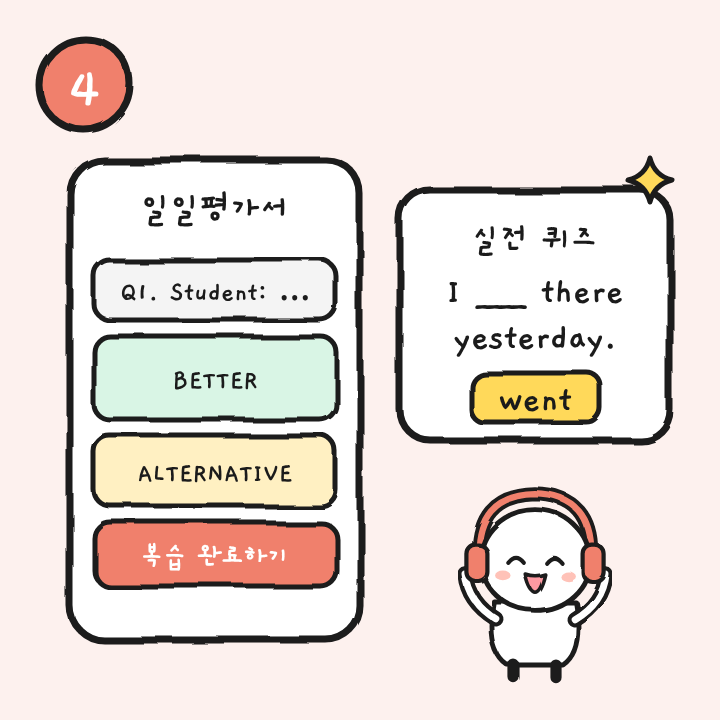 4
일일평가서
Q1. Student: ...
BETTER
ALTERNATIVE
복습 완료하기
실전 퀴즈
I ___ there
yesterday.
went